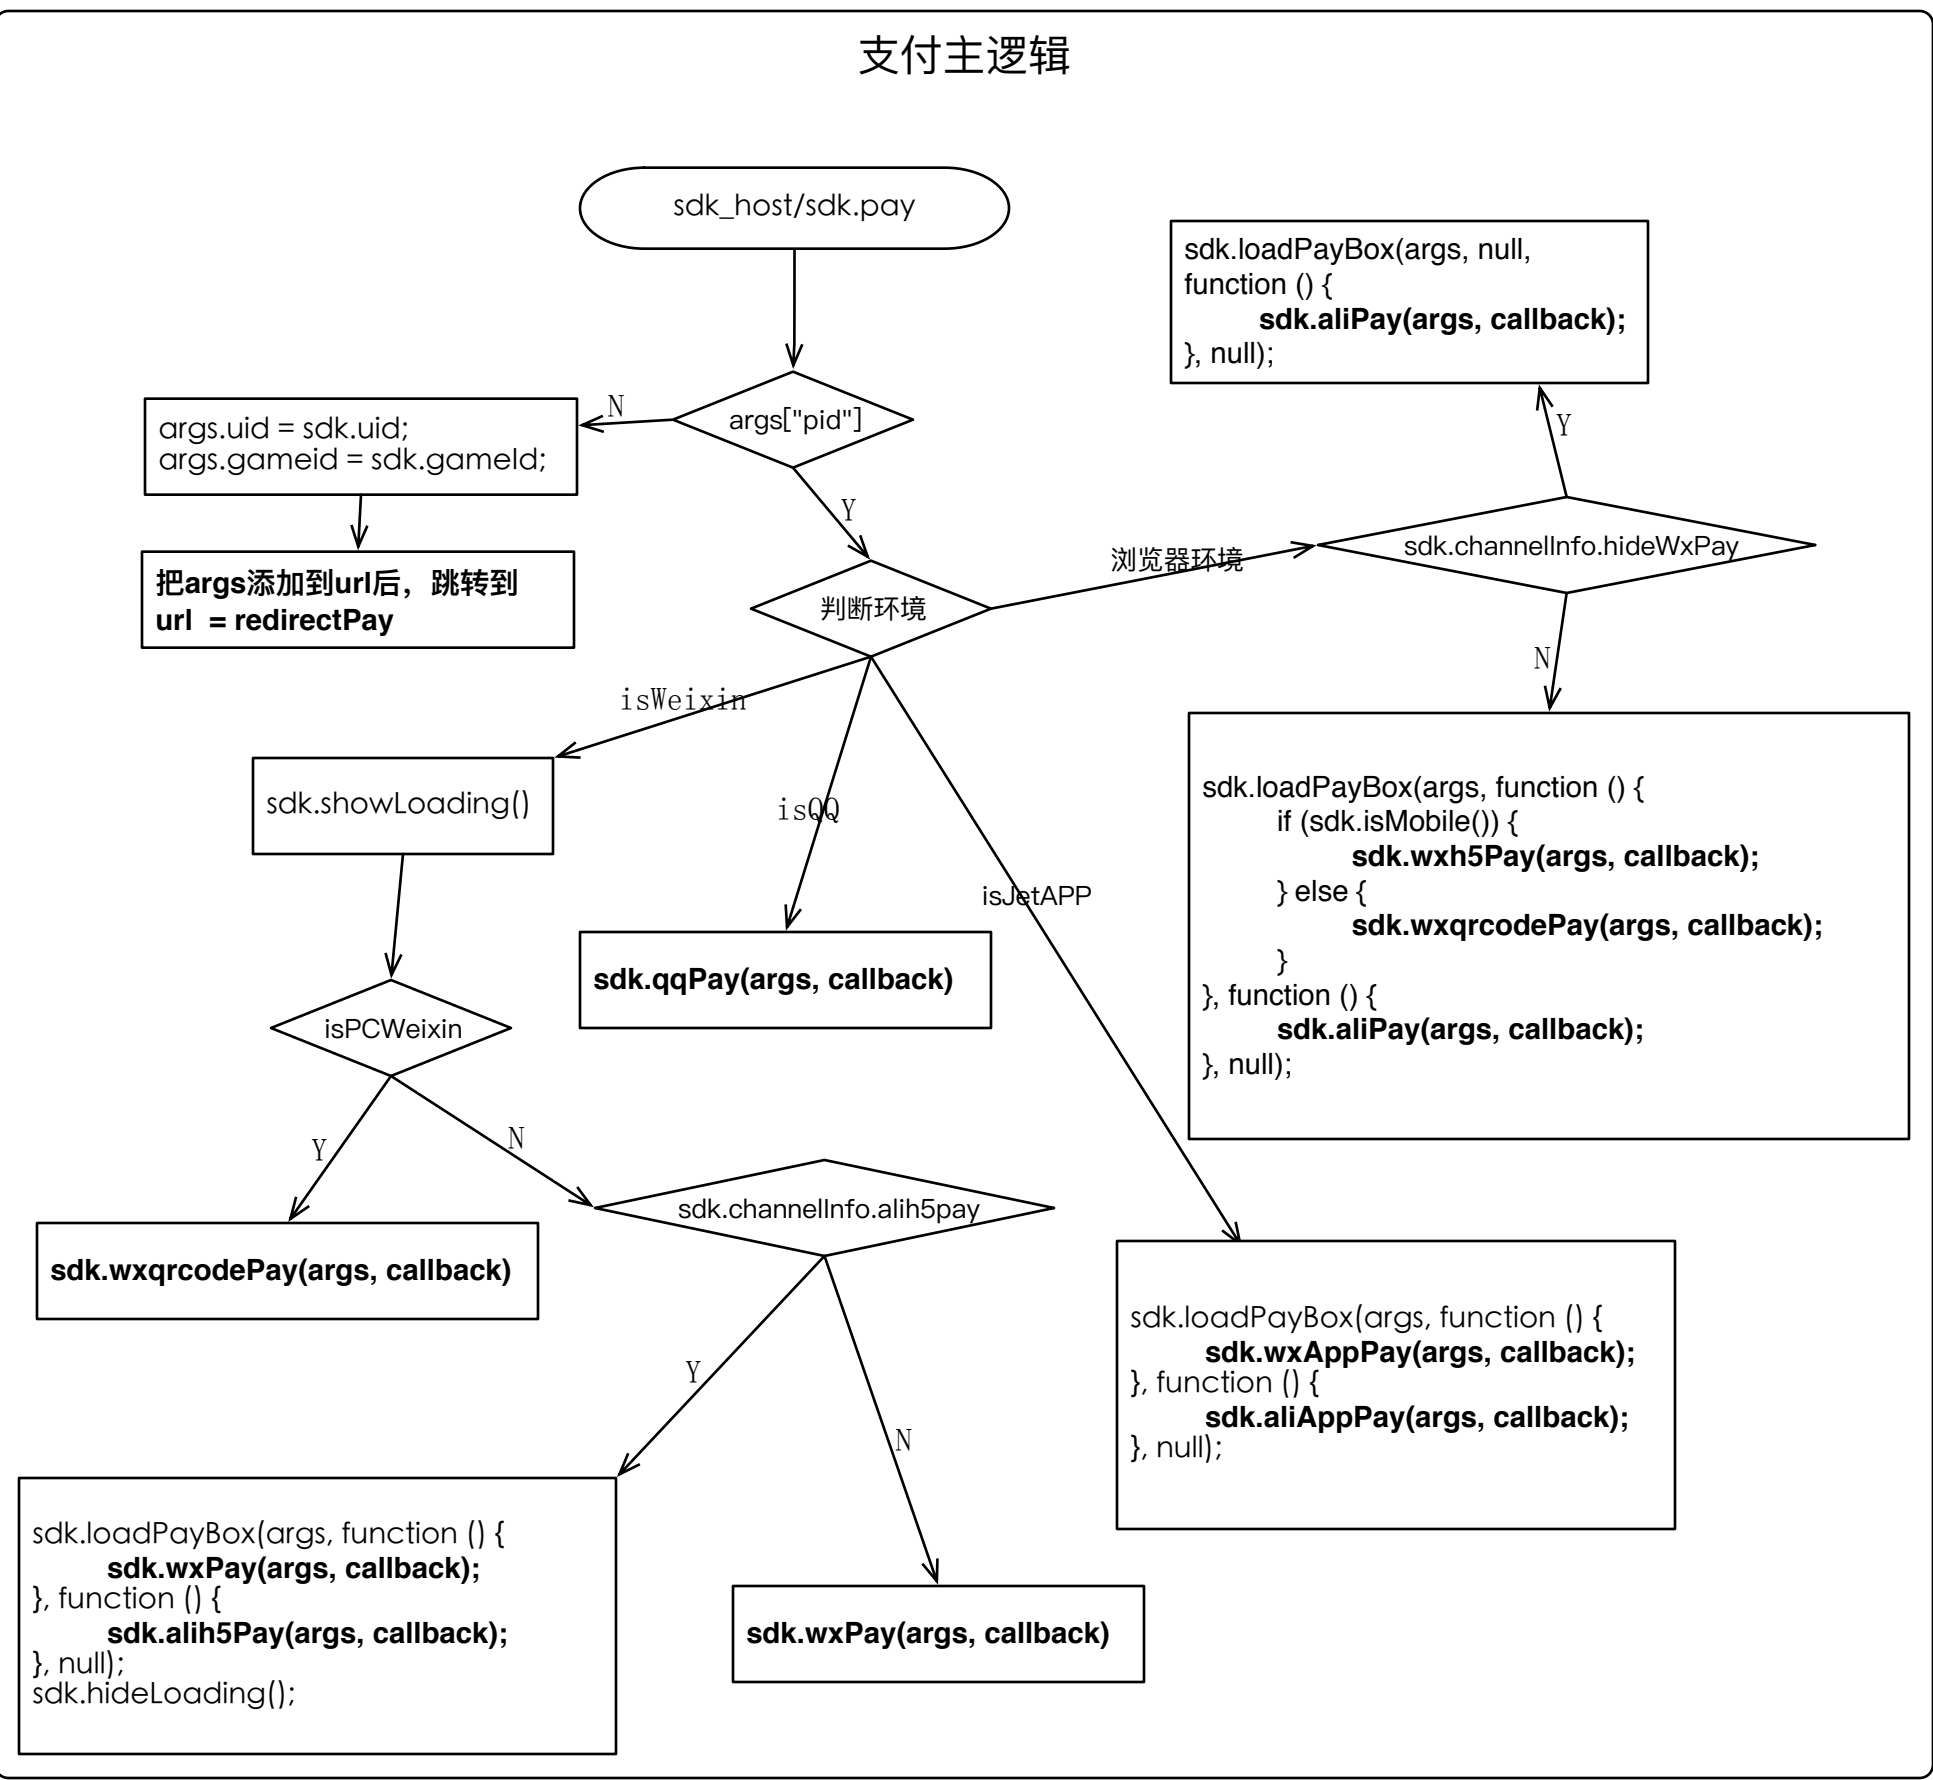 支付主逻辑
sdk_host/sdk.pay
sdk.loadPayBox(args, null,
function () {
sdk.aliPay(args, callback);
}, null);
N
args["pid"]
args.uid = sdk.uid;
args.gameid = sdk.gameId;
Y
Y
sdk.channelInfo.hideWxPay
浏览器环境
把args添加到url后，跳转到
url = redirectPay
判断环境
N
isWeixin
sdk.showLoading()
isQQ
isJetAPP
sdk.loadPayBox(args, function () {
if (sdk.isMobile()) {
sdk.wxh5Pay(args, callback);
} else {
sdk.wxqrcodePay(args, callback);
}
}, function () {
sdk.aliPay(args, callback);
}, null);
sdk.qqPay(args, callback)
isPCWeixin
Y
N
sdk.channelInfo.alih5pay
sdk.wxqrcodePay(args, callback)
sdk.loadPayBox(args, function () {
sdk.wxAppPay(args, callback);
}, function () {
sdk.aliAppPay(args, callback);
}, null);
Y
N
sdk.loadPayBox(args, function () {
sdk.wxPay(args, callback);
}, function () {
sdk.alih5Pay(args, callback);
}, null);
sdk.hideLoading();
sdk.wxPay(args, callback)